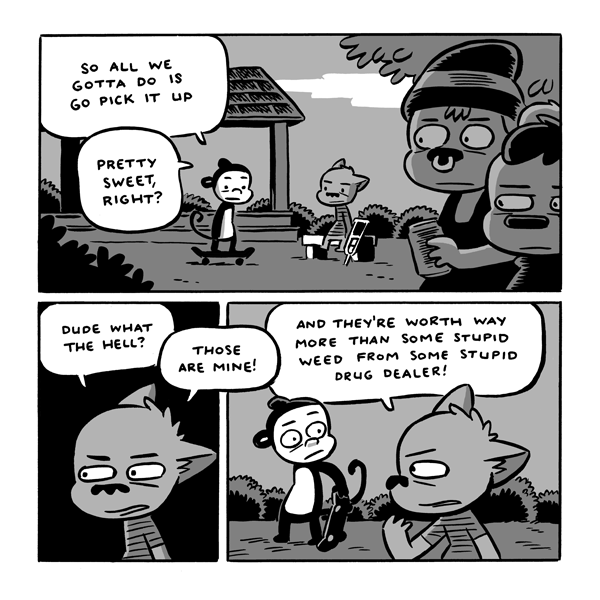 SO ALL WE
GOTTA DO IS
GO PICK IT UP
PRETTY
SWEET,
RIGHT?
DUDE WHAT
THE HELL?
THOSE
ARE MINE!
AND THEY'RE WORTH WAY
MORE THAN SOME STUPID
WEED FROM SOME STUPID
DRUG DEALER!